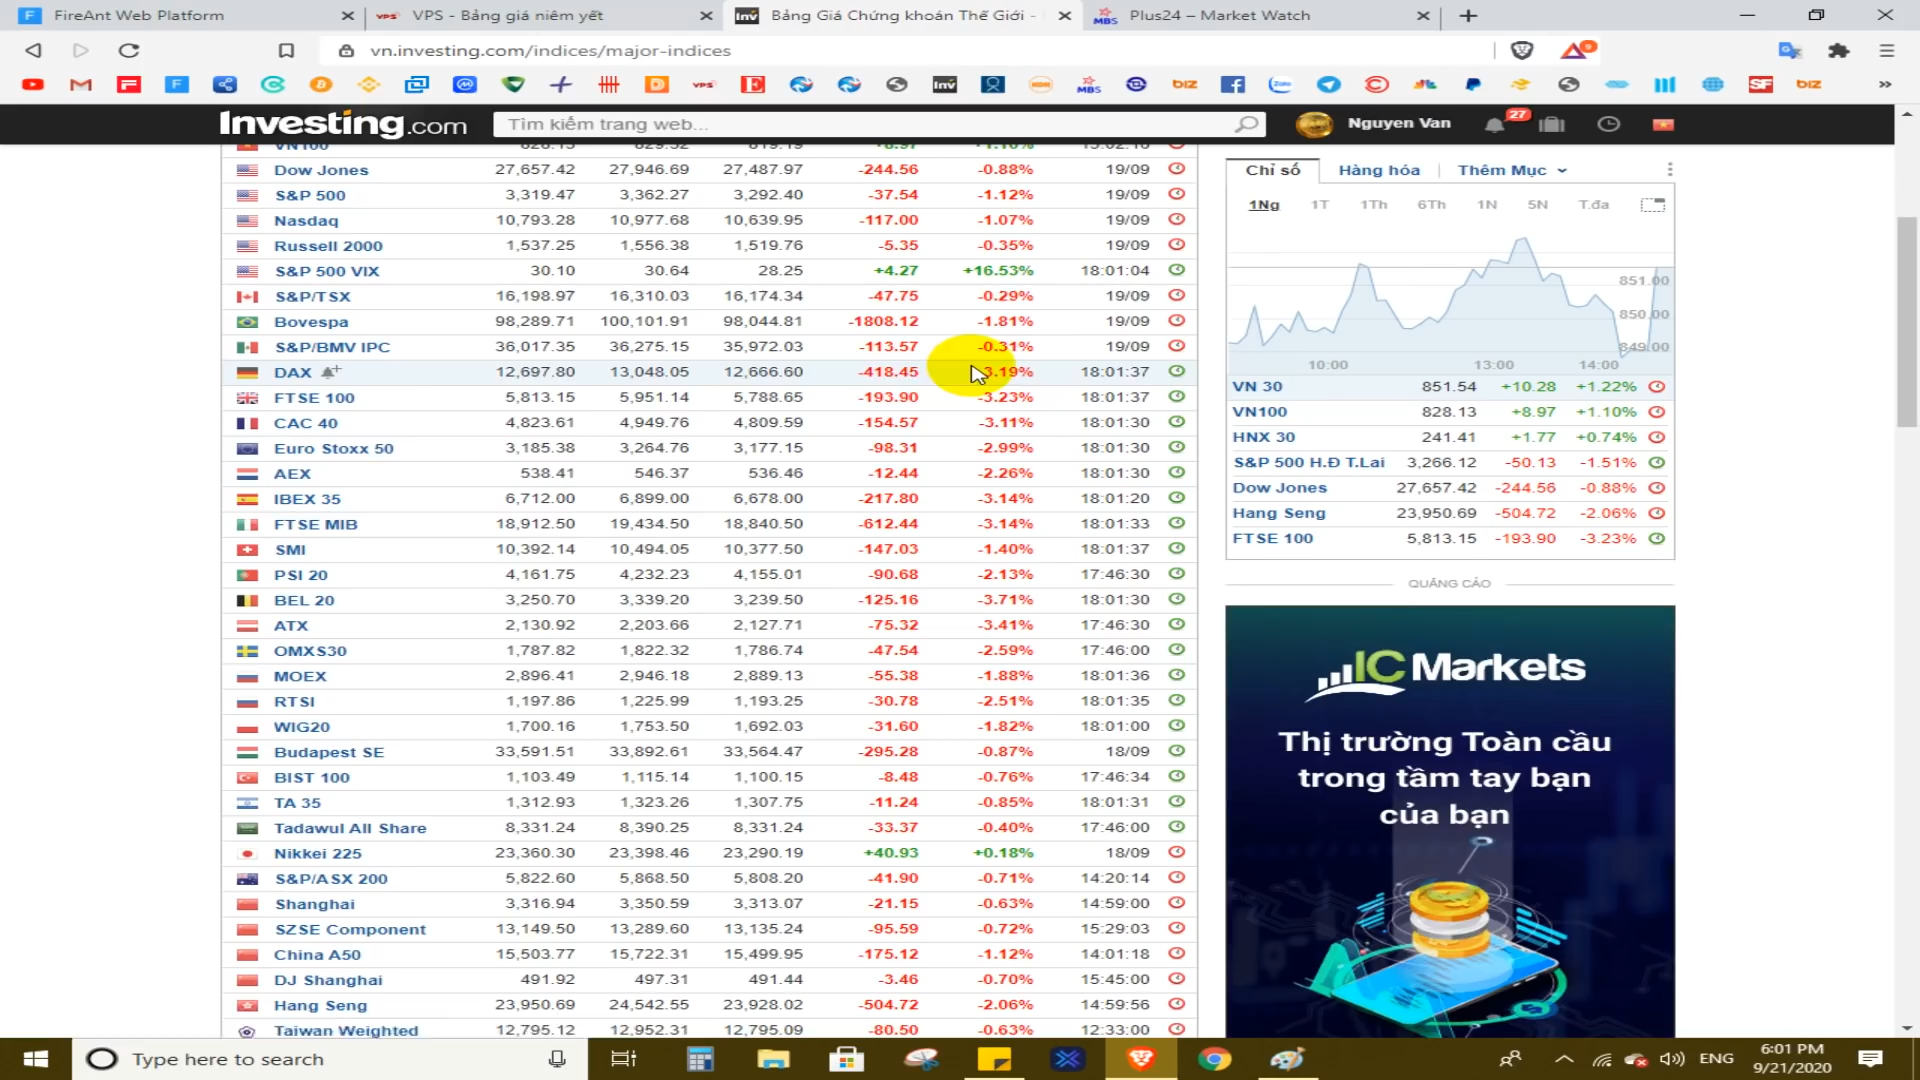 FireAnt Web Platform
VPS - Bảng giá niêm yết
Bảng Giá Chứng khoán Thế Giới -
Plus24 – Market Watch
vn.investing.com/indices/major-indices
Investing.com
Tìm kiếm trang web...
Nguyen Van
27
Dow Jones 27,657.42 27,946.69 27,487.97 -244.56 -0.88% 19/09
S&P 500 3,319.47 3,362.27 3,292.40 -37.54 -1.12% 19/09
Nasdaq 10,793.28 10,977.68 10,639.95 -117.00 -1.07% 19/09
Russell 2000 1,537.25 1,556.38 1,519.76 -5.35 -0.35% 19/09
S&P 500 VIX 30.10 30.64 28.25 +4.27 +16.53% 18:01:04
S&P/TSX 16,198.97 16,310.03 16,174.34 -47.75 -0.29% 19/09
Bovespa 98,289.71 100,101.91 98,044.81 -1808.12 -1.81% 19/09
S&P/BMV IPC 36,017.35 36,275.15 35,972.03 -113.57 -0.31% 19/09
DAX 12,697.80 13,048.05 12,666.60 -418.45 -3.19% 18:01:37
FTSE 100 5,813.15 5,951.14 5,788.65 -193.90 -3.23% 18:01:37
CAC 40 4,823.61 4,949.76 4,809.59 -154.57 -3.11% 18:01:30
Euro Stoxx 50 3,185.38 3,264.76 3,177.15 -98.31 -2.99% 18:01:30
AEX 538.41 546.37 536.46 -12.44 -2.26% 18:01:30
IBEX 35 6,712.00 6,899.00 6,678.00 -217.80 -3.14% 18:01:20
FTSE MIB 18,912.50 19,434.50 18,840.50 -612.44 -3.14% 18:01:33
SMI 10,392.14 10,494.05 10,377.50 -147.03 -1.40% 18:01:37
PSI 20 4,161.75 4,232.23 4,155.01 -90.68 -2.13% 17:46:30
BEL 20 3,250.70 3,339.20 3,239.50 -125.16 -3.71% 18:01:30
ATX 2,130.92 2,203.66 2,127.71 -75.32 -3.41% 17:46:30
OMXS30 1,787.82 1,822.32 1,786.74 -47.54 -2.59% 17:46:00
MOEX 2,896.41 2,946.18 2,889.13 -55.38 -1.88% 18:01:36
RTSI 1,197.86 1,225.99 1,193.25 -30.78 -2.51% 18:01:35
WIG20 1,700.16 1,753.50 1,692.03 -31.60 -1.82% 18:01:00
Budapest SE 33,591.51 33,892.61 33,564.47 -295.28 -0.87% 18/09
BIST 100 1,103.49 1,115.14 1,100.15 -8.48 -0.76% 17:46:34
TA 35 1,312.93 1,323.26 1,307.75 -11.24 -0.85% 18:01:31
Tadawul All Share 8,331.24 8,390.25 8,331.24 -33.37 -0.40% 17:46:00
Nikkei 225 23,360.30 23,398.46 23,290.19 +40.93 +0.18% 18/09
S&P/ASX 200 5,822.60 5,868.50 5,808.20 -41.90 -0.71% 14:20:14
Shanghai 3,316.94 3,350.59 3,313.07 -21.15 -0.63% 14:59:00
SZSE Component 13,149.50 13,289.60 13,135.24 -95.59 -0.72% 15:29:03
China A50 15,503.77 15,722.31 15,499.95 -175.12 -1.12% 14:01:18
DJ Shanghai 491.92 497.31 491.44 -3.46 -0.70% 15:45:00
Hang Seng 23,950.69 24,542.55 23,928.02 -504.72 -2.06% 14:59:56
Taiwan Weighted 12,795.12 12,952.31 12,795.09 -80.50 -0.63% 12:33:00
Chỉ số Hàng hóa Thêm Mục
1Ng 1T 1Th 6Th 1N 5N T.đa
851.00
850.00
849.00
10:00 13:00 14:00
VN 30 851.54 +10.28 +1.22%
VN100 828.13 +8.97 +1.10%
HNX 30 241.41 +1.77 +0.74%
S&P 500 H.Đ T.Lai 3,266.12 -50.13 -1.51%
Dow Jones 27,657.42 -244.56 -0.88%
Hang Seng 23,950.69 -504.72 -2.06%
FTSE 100 5,813.15 -193.90 -3.23%
QUẢNG CÁO
IC Markets
Thị trường Toàn cầu
trong tầm tay bạn
của bạn
Type here to search
ENG
6:01 PM
9/21/2020